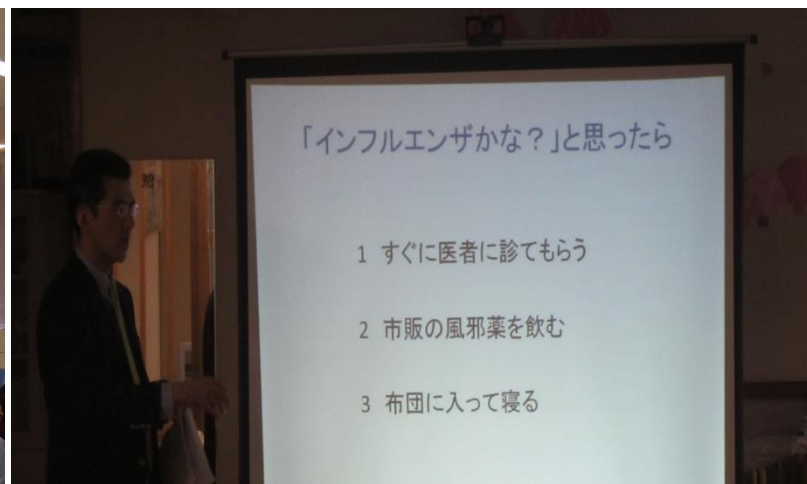 「インフルエンザかな？」と思ったら
1 すぐに医者に診てもらう
2 市販の風邪薬を飲む
3 布団に入って寝る